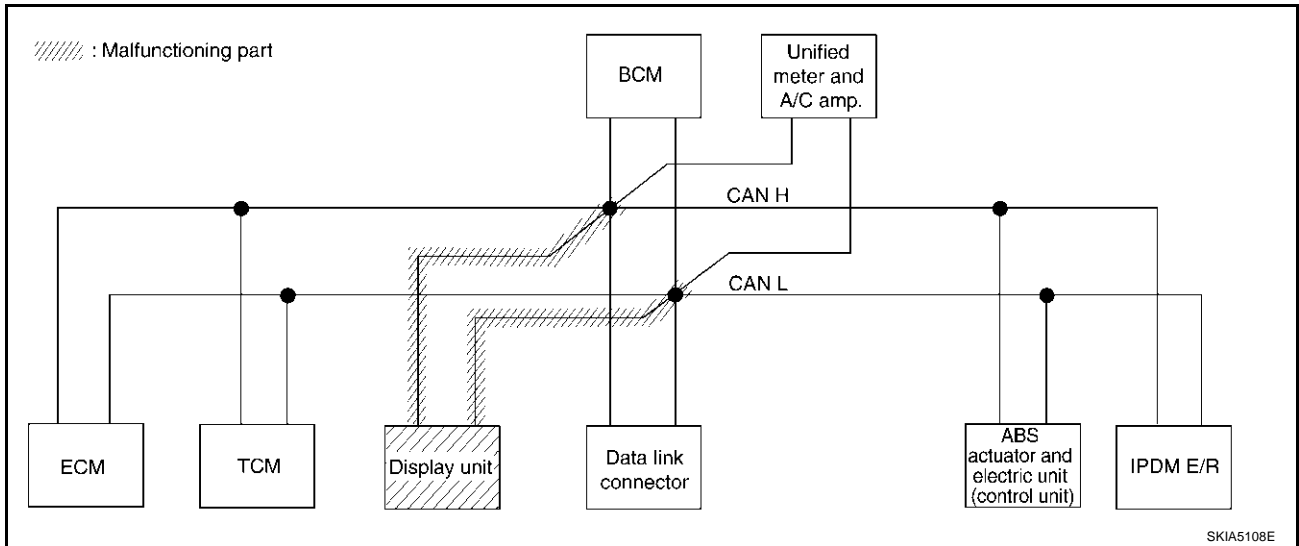 : Malfunctioning part
BCM
Unified
meter and
A/C amp.
CAN H
CAN L
ECM
TCM
Display unit
Data link
connector
ABS
actuator and
electric unit
(control unit)
IPDM E/R
SKIA5108E